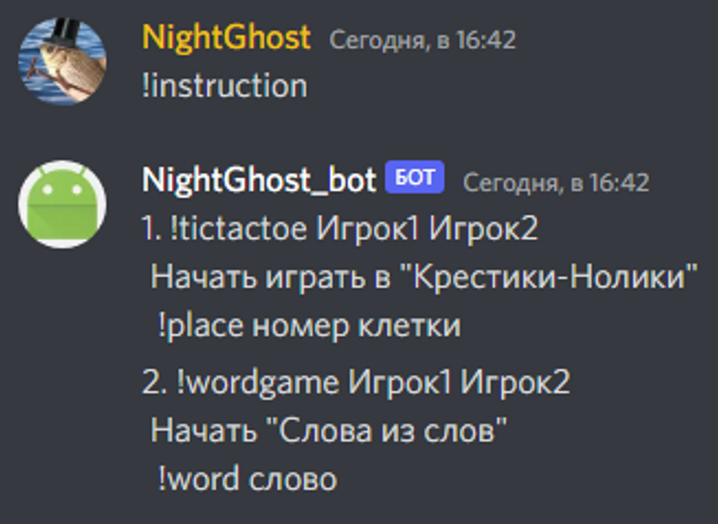 NightGhost Сегодня, в 16:42
!instruction
NightGhost_bot БОТ Сегодня, в 16:42
1. !tictactoe Игрок1 Игрок2
Начать играть в "Крестики-Нолики"
!place номер клетки
2. !wordgame Игрок1 Игрок2
Начать "Слова из слов"
!word слово